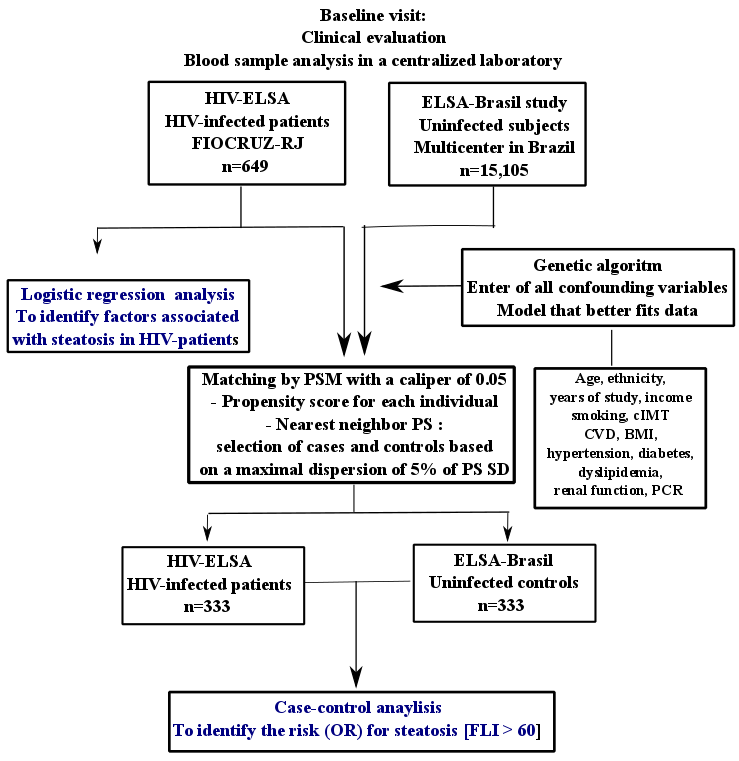 Baseline visit:
Clinical evaluation
Blood sample analysis in a centralized laboratory
HIV-ELSA
HIV-infected patients
FIOCRUZ-RJ
n=649
ELSA-Brasil study
Uninfected subjects
Multicenter in Brazil
n=15,105
Genetic algoritm
Enter of all confounding variables
Model that better fits data
Logistic regression analysis
To identify factors associated
with steatosis in HIV-patients
Matching by PSM with a caliper of 0.05
- Propensity score for each individual
- Nearest neighbor PS :
selection of cases and controls based
on a maximal dispersion of 5% of PS SD
Age, ethnicity,
years of study, income
smoking, cIMT
CVD, BMI,
hypertension, diabetes,
dyslipidemia,
renal function, PCR
HIV-ELSA
HIV-infected patients
n=333
ELSA-Brasil
Uninfected controls
n=333
Case-control anaylisis
To identify the risk (OR) for steatosis [FLI > 60]